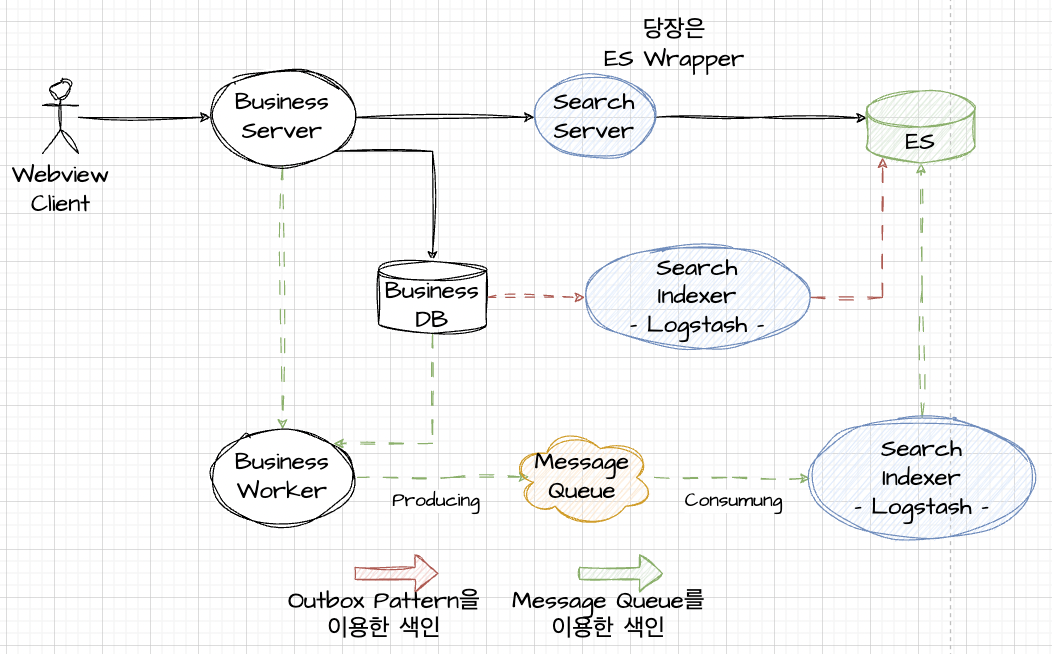 당장은
ES Wrapper
Business
Server
Search
Server
ES
Webview
Client
Business
DB
Search
Indexer
- Logstash -
Business
Worker
Producing
Message
Queue
Consumung
Search
Indexer
- Logstash -
Outbox Pattern을
이용한 색인
Message Queue를
이용한 색인